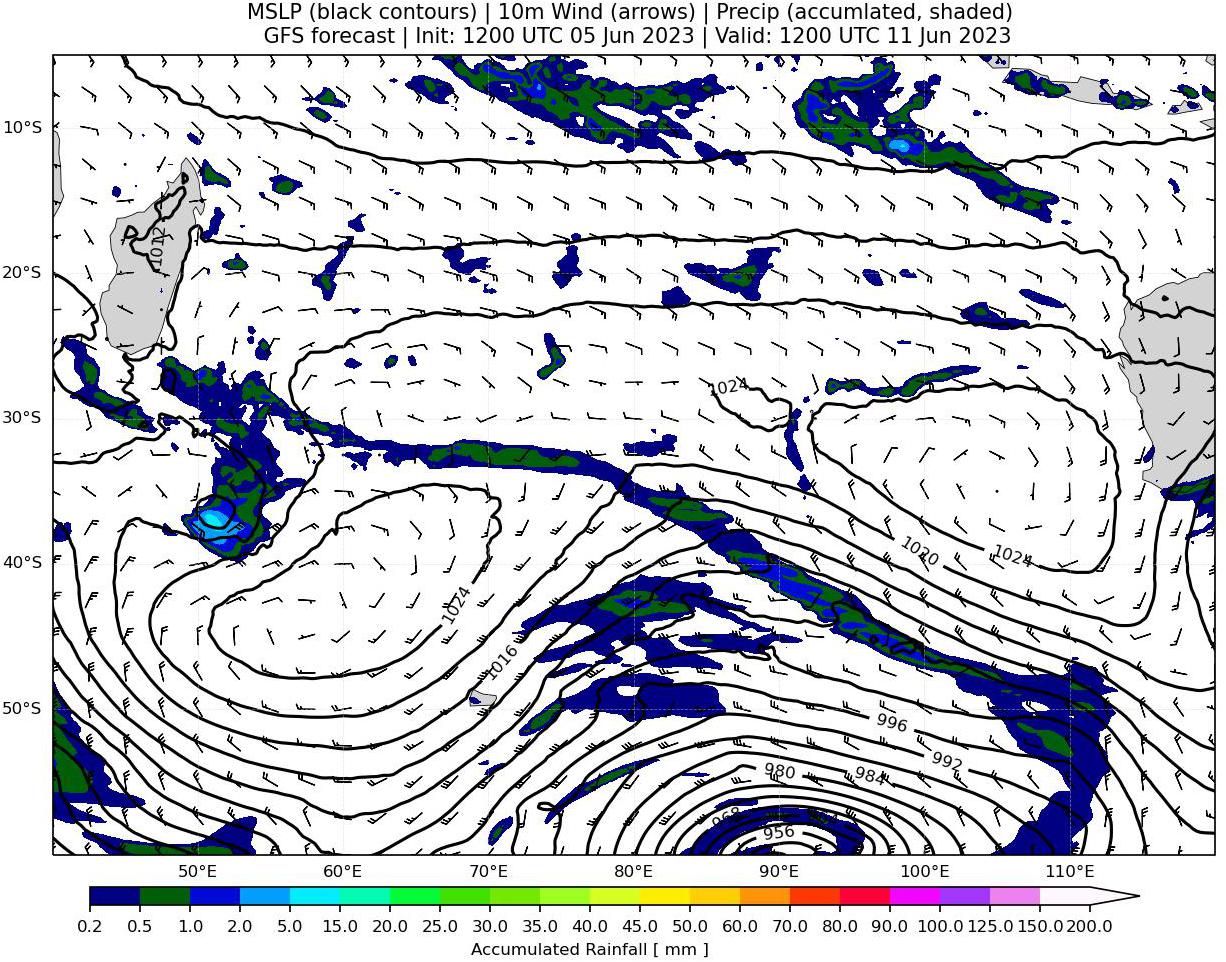 MSLP (black contours) | 10m Wind (arrows) | Precip (accumlated, shaded)
GFS forecast | Init: 1200 UTC 05 Jun 2023 | Valid: 1200 UTC 11 Jun 2023
10°S
1012
20°S
1024
30°S
1020
1024
40°S
1024
1016
50°S
996
992
980
984
968
956
50°E 60°E 70°E 80°E 90°E 100°E 110°E
0.2 0.5 1.0 2.0 5.0 10.0 15.0 20.0 25.0 30.0 35.0 40.0 45.0 50.0 60.0 70.0 80.0 90.0 100.0 125.0 150.0 200.0
Accumulated Rainfall [ mm ]